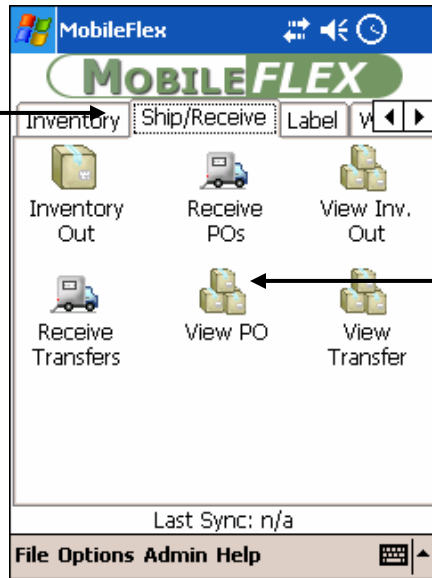 MobileFlex
MOBILEFLEX
Inventory Ship/Receive Label
Inventory Out Receive POs View Inv. Out
Receive Transfers View PO View Transfer
Last Sync: n/a
File Options Admin Help